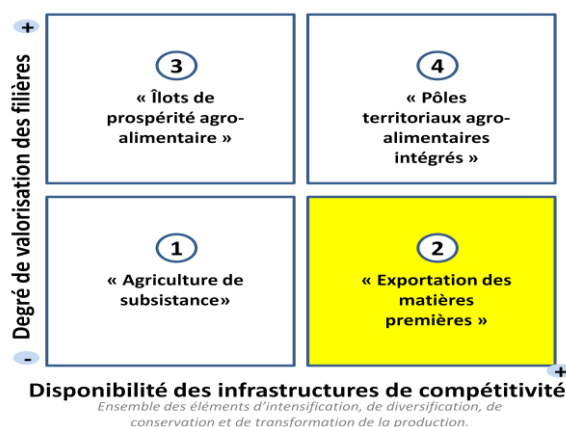 +
Degré de valorisation des filières
-
3
« Îlots de
prospérité agro-
alimentaire »
4
« Pôles
territoriaux agro-
alimentaires
intégrés »
1
« Agriculture de
subsistance»
2
« Exportation des
matières
premières »
+
Disponibilité des infrastructures de compétitivité
Ensemble des éléments d'intensification, de diversification, de
conservation et de transformation de la production.